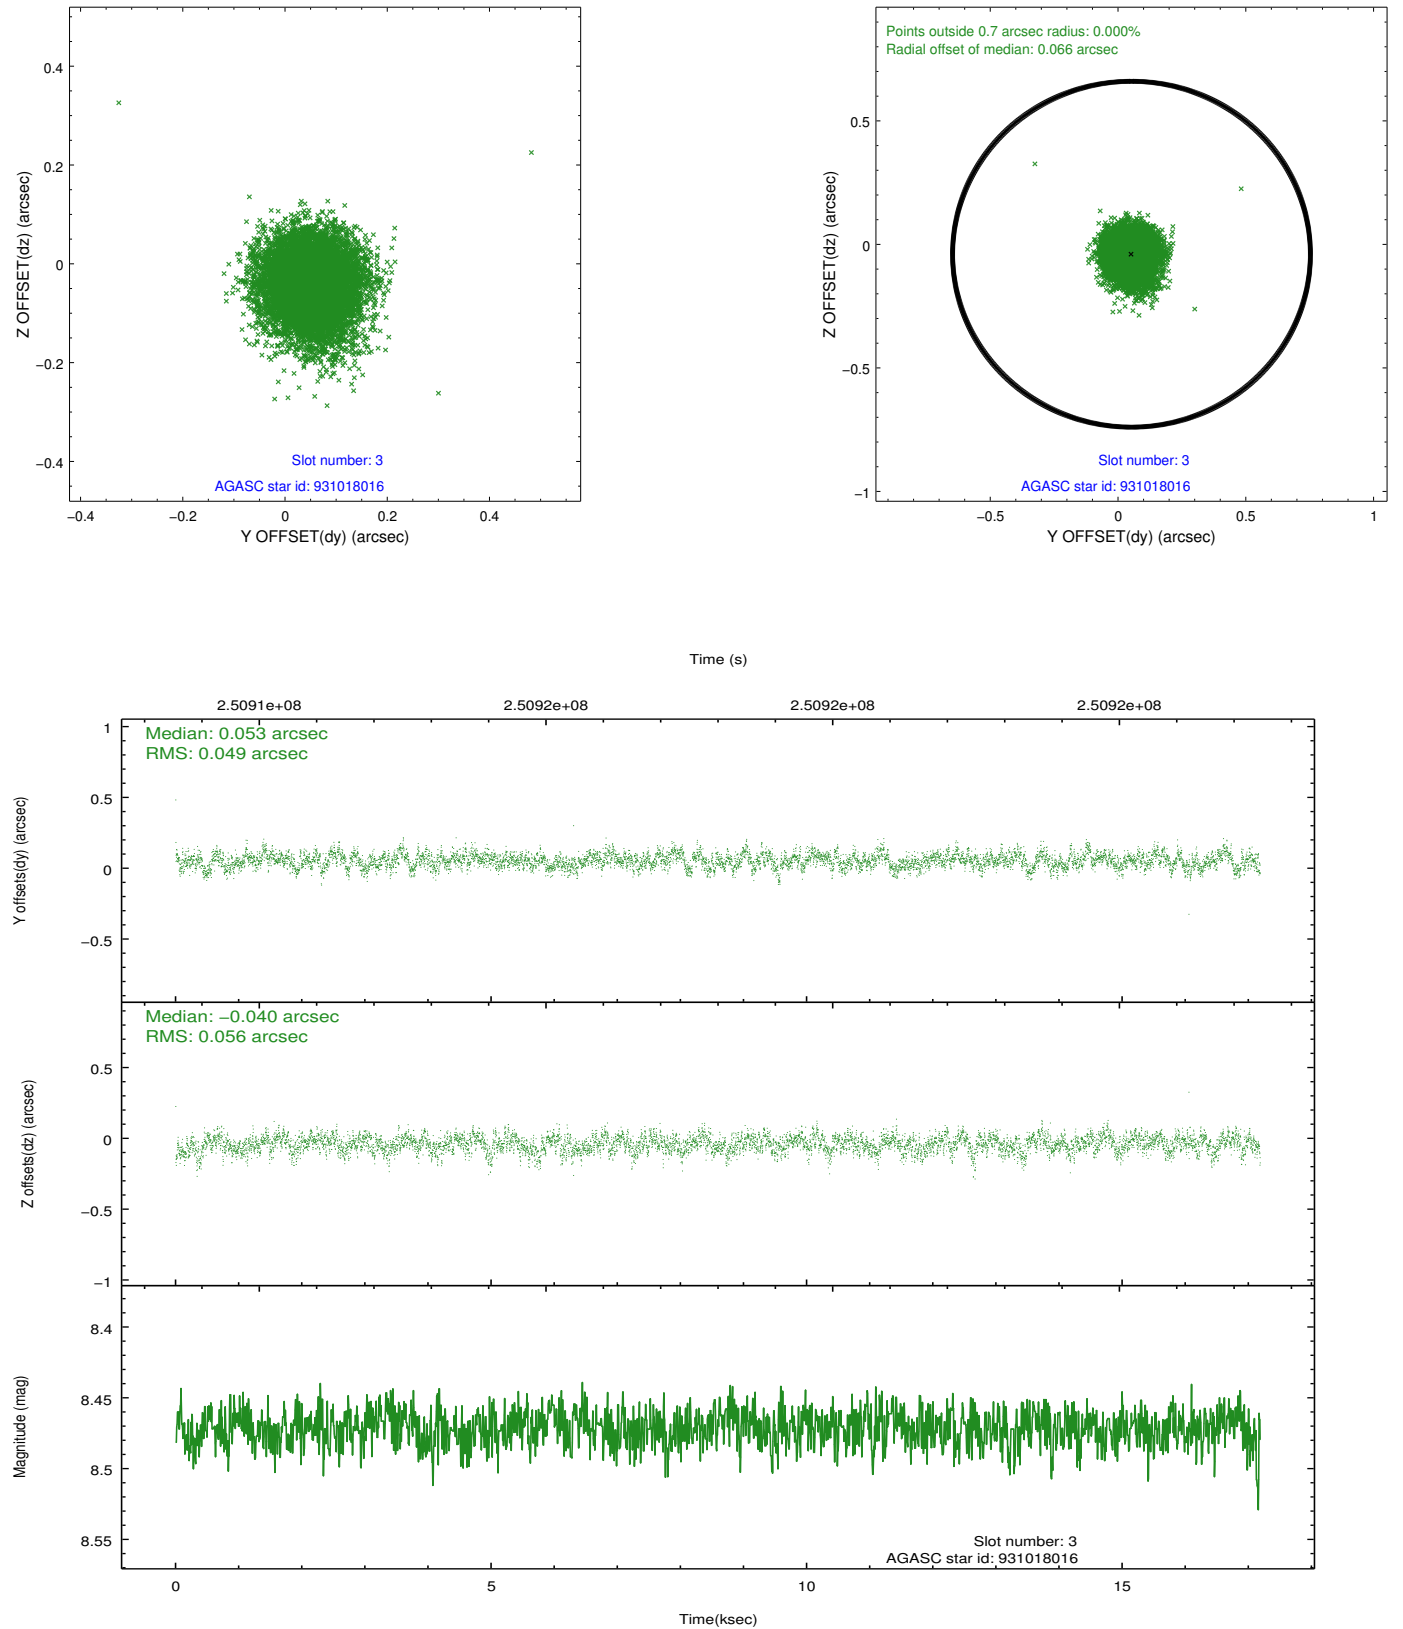 0.4
0.2
0
−0.2
−0.4
Z OFFSET(dz) (arcsec)
Slot number: 3
AGASC star id: 931018016
−0.4
−0.2
0
0.2
0.4
Y OFFSET(dy) (arcsec)
Points outside 0.7 arcsec radius: 0.000%
Radial offset of median: 0.066 arcsec
0.5
0
−0.5
−1
Z OFFSET(dz) (arcsec)
Slot number: 3
AGASC star id: 931018016
−0.5
0
0.5
1
Y OFFSET(dy) (arcsec)
Time (s)
2.5091e+08
2.5092e+08
2.5092e+08
2.5092e+08
Median: 0.053 arcsec
RMS: 0.049 arcsec
1
0.5
0
−0.5
Y offsets(dy) (arcsec)
Median: −0.040 arcsec
RMS: 0.056 arcsec
0.5
0
−0.5
−1
Z offsets(dz) (arcsec)
8.4
8.45
8.5
8.55
Magnitude (mag)
Slot number: 3
AGASC star id: 931018016
0
5
10
15
Time(ksec)